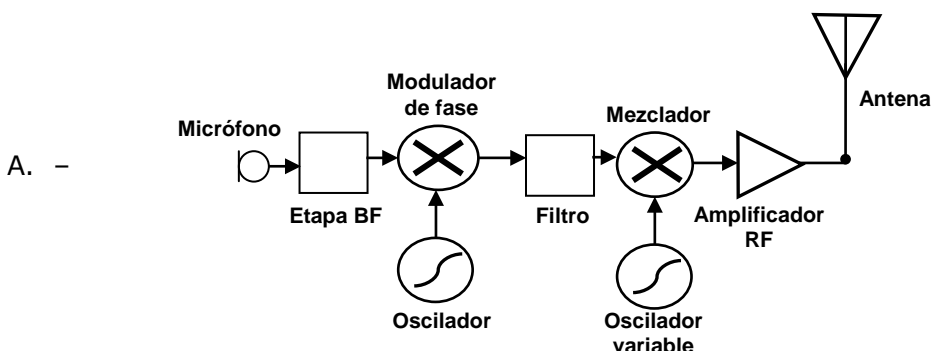 A. –
Micrófono
Etapa BF
Modulador
de fase
Oscilador
Filtro
Mezclador
Oscilador
variable
Amplificador
RF
Antena